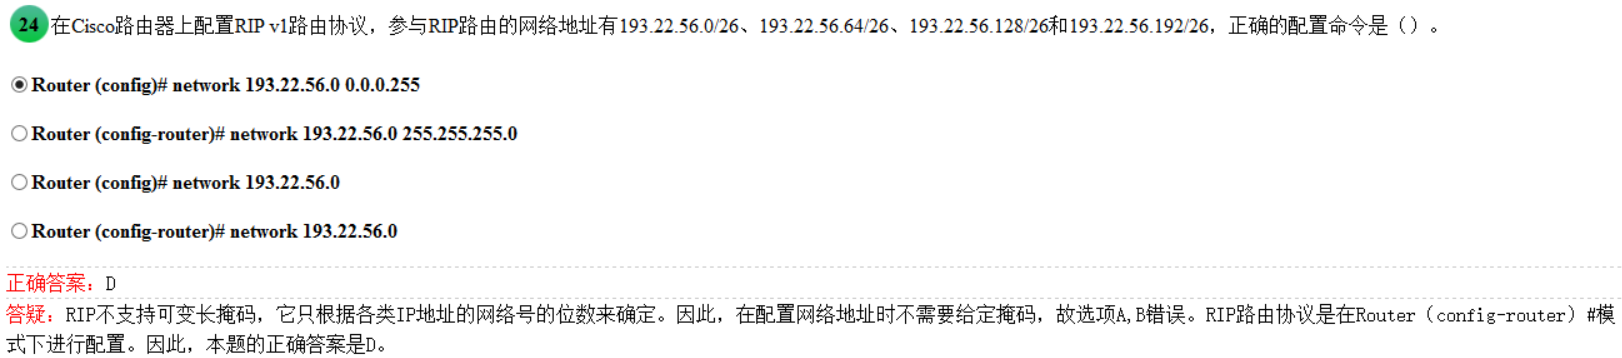 24 在Cisco路由器上配置RIP v1路由协议，参与RIP路由的网络地址有193.22.56.0/26、193.22.56.64/26、193.22.56.128/26和193.22.56.192/26，正确的配置命令是（）。
Router (config)# network 193.22.56.0 0.0.0.255
Router (config-router)# network 193.22.56.0 255.255.255.0
Router (config)# network 193.22.56.0
Router (config-router)# network 193.22.56.0
正确答案：D
答疑：RIP不支持可变长掩码，它只根据各类IP地址的网络号的位数来确定。因此，在配置网络地址时不需要给定掩码，故选项A,B错误。RIP路由协议是在Router（config-router）#模
式下进行配置。因此，本题的正确答案是D。